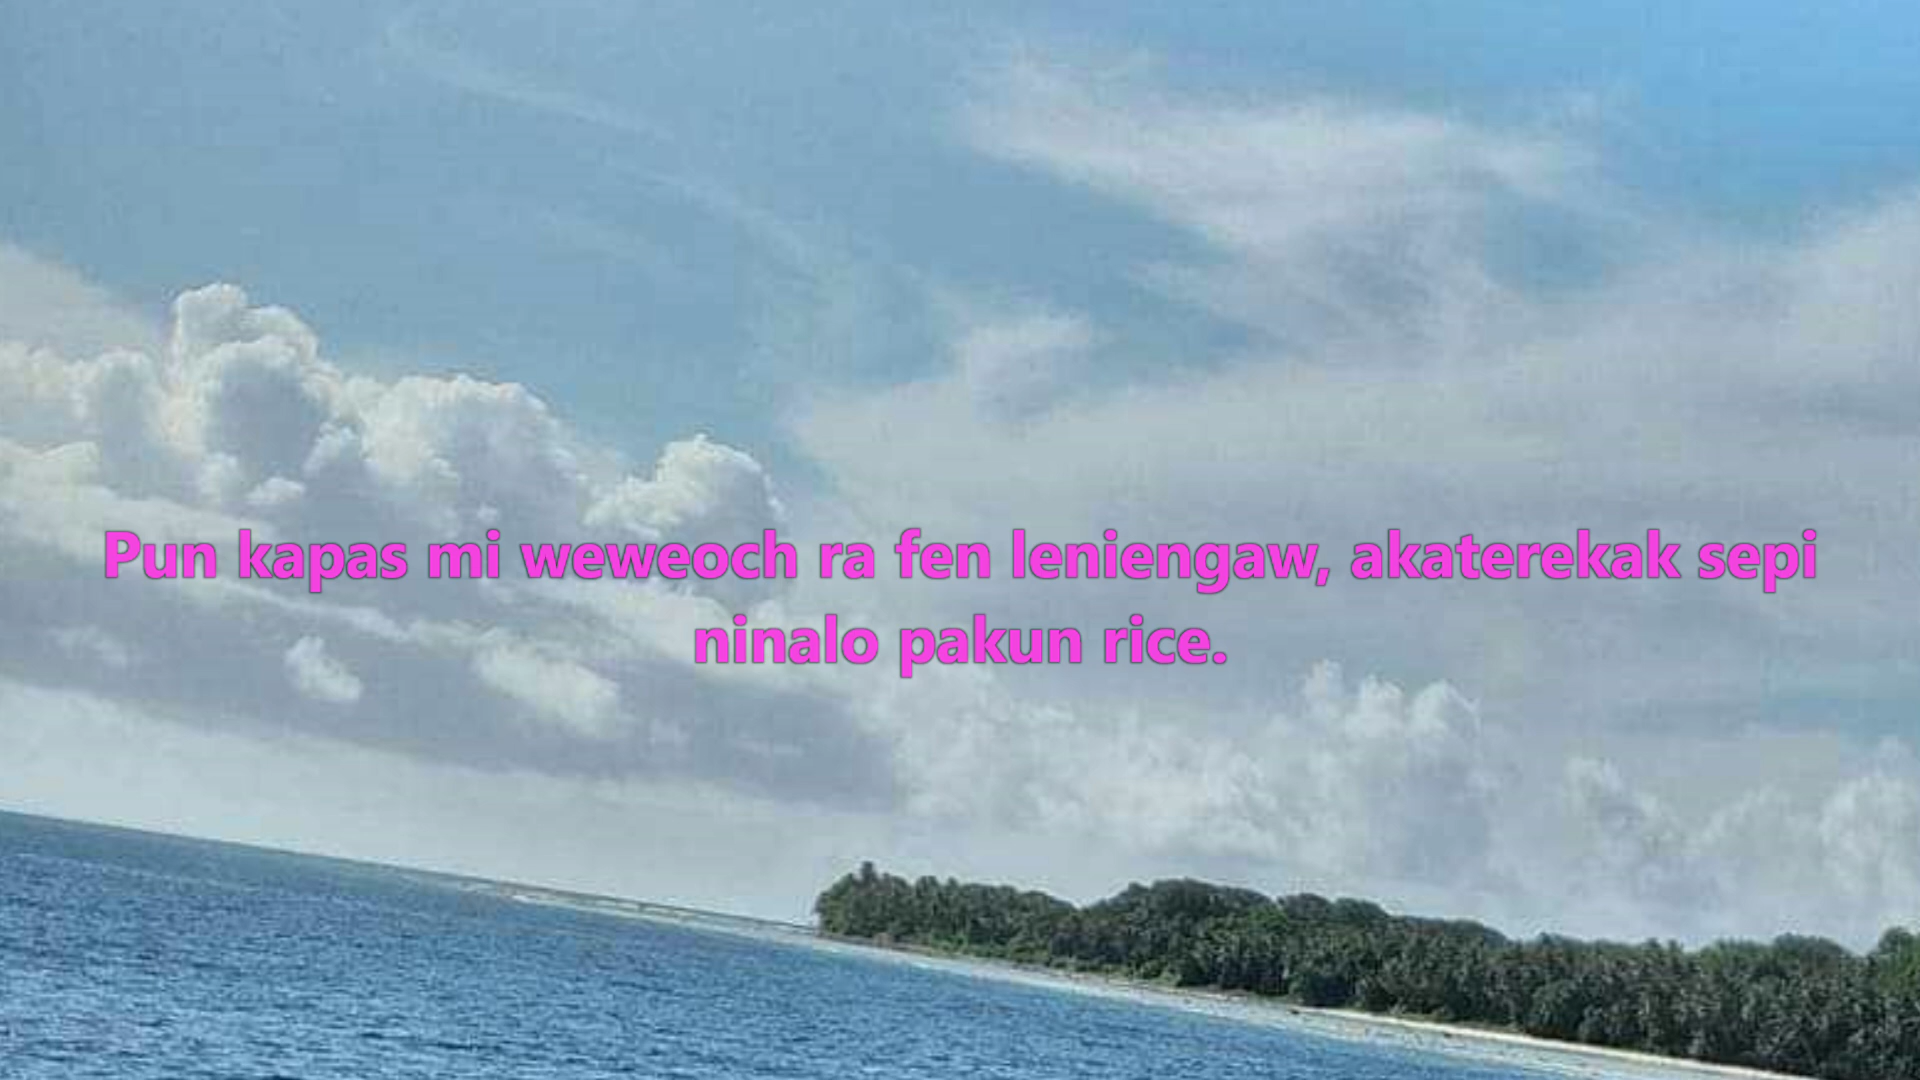 Pun kapas mi weweoch ra fen leniengaw, akaterekak sepi
ninalo pakun rice.